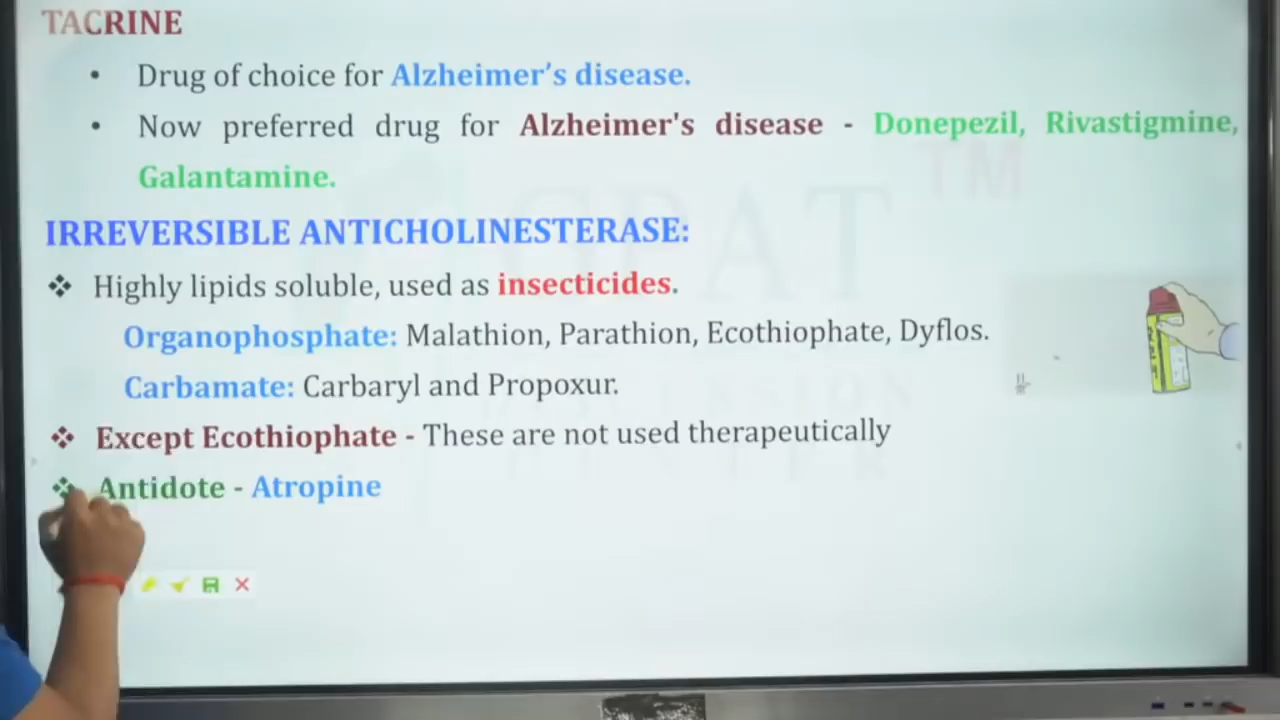 TACRINE
• Drug of choice for Alzheimer's disease.
• Now preferred drug for Alzheimer's disease - Donepezil, Rivastigmine,
Galantamine.
IRREVERSIBLE ANTICHOLINESTERASE:
❖ Highly lipids soluble, used as insecticides.
Organophosphate: Malathion, Parathion, Ecothiophate, Dyflos.
Carbamate: Carbaryl and Propoxur.
❖ Except Ecothiophate - These are not used therapeutically
❖ Antidote - Atropine
GPAT
TM